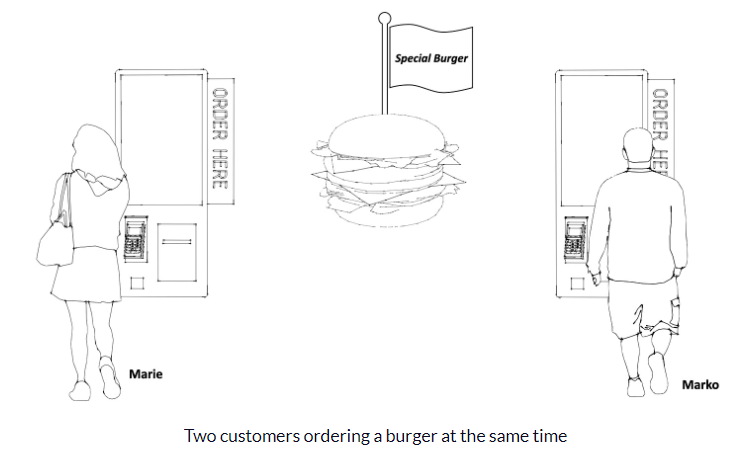 Special Burger
ORDER HERE
ORDER HERE
Marie
Marko
Two customers ordering a burger at the same time